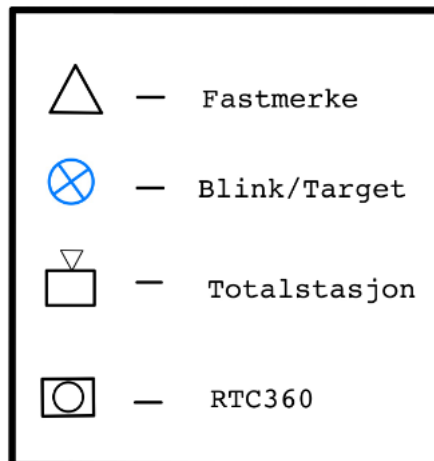 — Fastmerke
— Blink/Target
— Totalstasjon
— RTC360